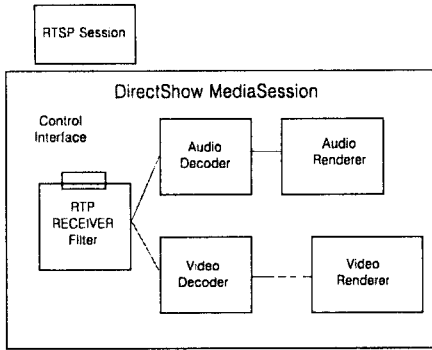 RTSP Session
DirectShow MediaSession
Control
Interface
Audio
Decoder
Audio
Renderer
RTP
RECEIVER
Filter
Video
Decoder
Video
Renderer